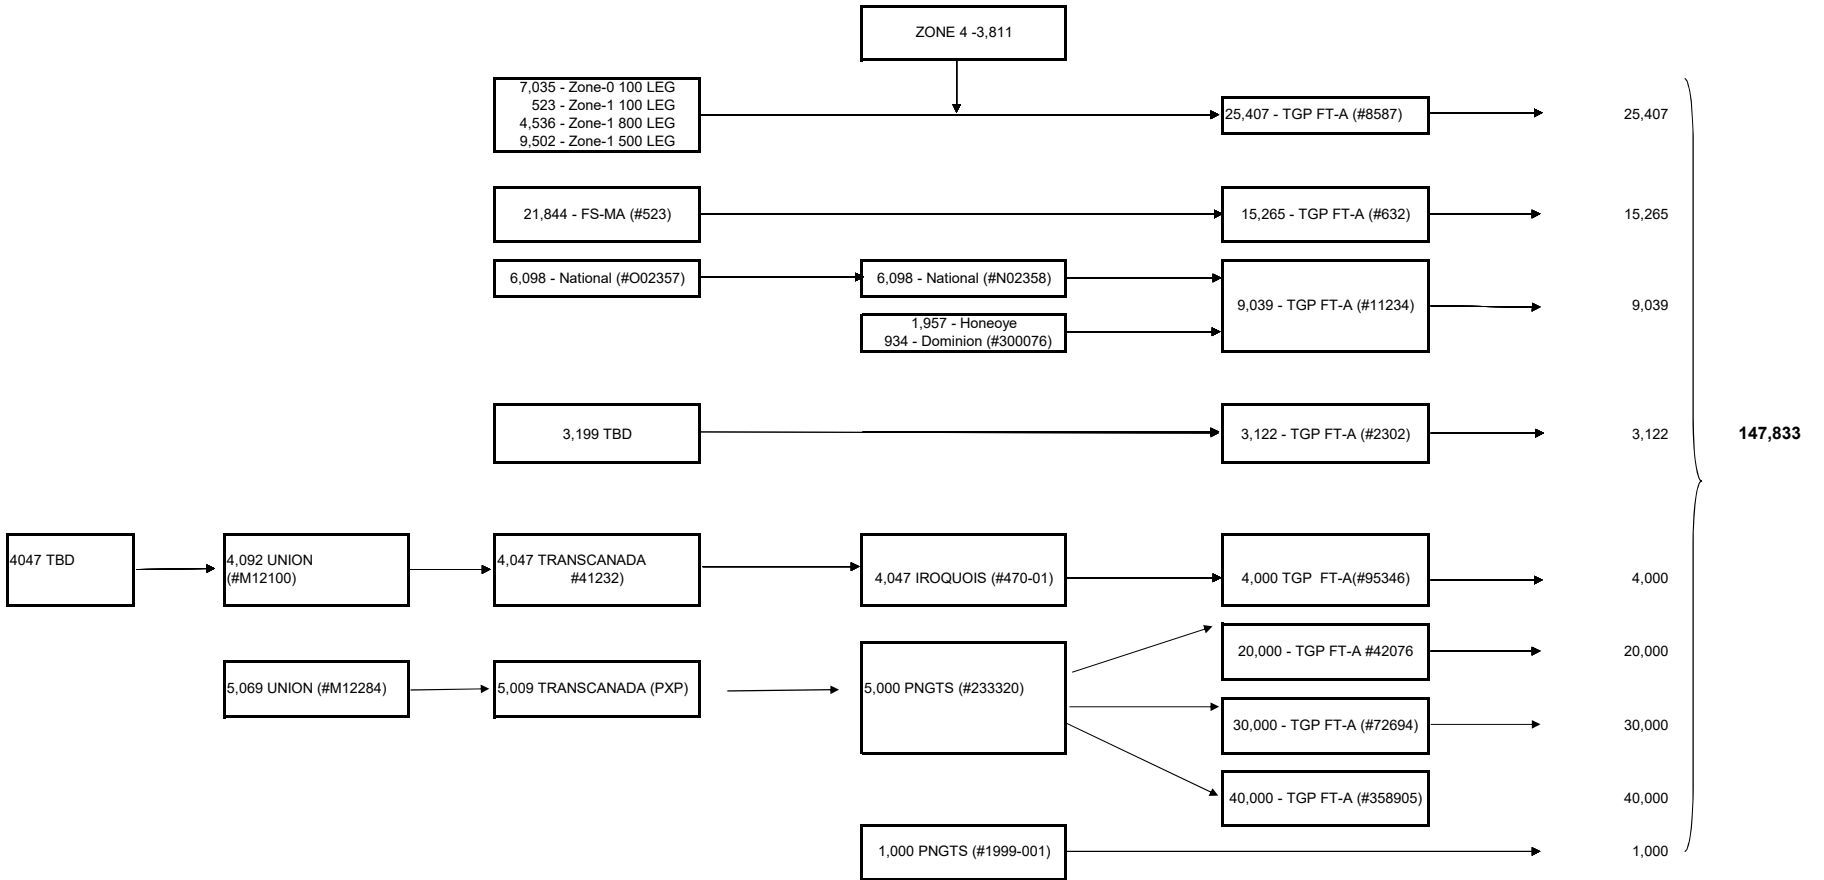 ZONE 4 -3,811
7,035 - Zone-0 100 LEG
523 - Zone-1 100 LEG
4,536 - Zone-1 800 LEG
9,502 - Zone-1 500 LEG
25,407 - TGP FT-A (#8587)
25,407
21,844 - FS-MA (#523)
15,265 - TGP FT-A (#632)
15,265
6,098 - National (#O02357)
6,098 - National (#N02358)
1,957 - Honeoye
934 - Dominion (#300076)
9,039 - TGP FT-A (#11234)
9,039
3,199 TBD
3,122 - TGP FT-A (#2302)
3,122
147,833
4047 TBD
4,092 UNION
(#M12100)
4,047 TRANSCANADA
#41232)
4,047 IROQUOIS (#470-01)
4,000 TGP  FT-A(#95346)
4,000
5,069 UNION (#M12284)
5,009 TRANSCANADA (PXP)
5,000 PNGTS (#233320)
20,000 - TGP FT-A #42076
20,000
30,000 - TGP FT-A (#72694)
30,000
40,000 - TGP FT-A (#358905)
40,000
1,000 PNGTS (#1999-001)
1,000